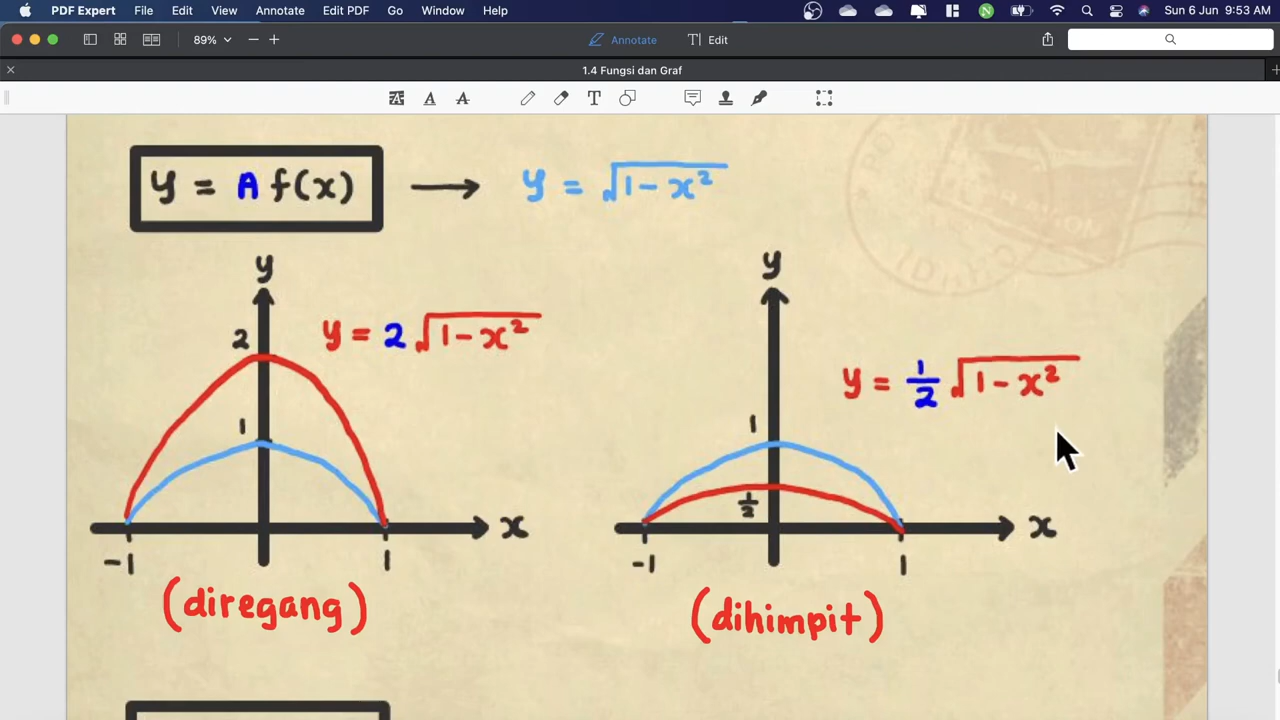 PDF Expert File Edit View Annotate Edit PDF Go Window Help Sun 6 Jun 9:53 AM
89% Annotate T Edit
1.4 Fungsi dan Graf
A A A T
y = A f(x) → y = √(1-x²)
y
2
y = 2√(1-x²)
1
x
-1 1
(diregang)
y
y = 1/2 √(1-x²)
1
1/2
x
-1 1
(dihimpit)